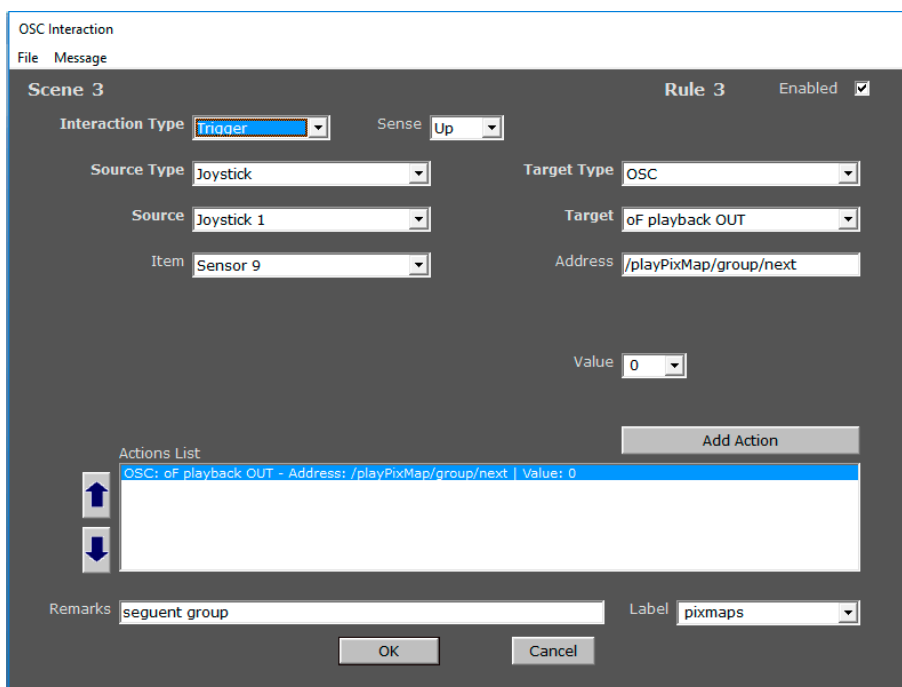 OSC Interaction
File Message
Scene 3 Rule 3 Enabled
Interaction Type Trigger Sense Up
Source Type Joystick Target Type OSC
Source Joystick 1 Target oF playback OUT
Item Sensor 9 Address /playPixMap/group/next
Value 0
Add Action
Actions List
OSC: oF playback OUT - Address: /playPixMap/group/next | Value: 0
Remarks seguent group Label pixmaps
OK Cancel